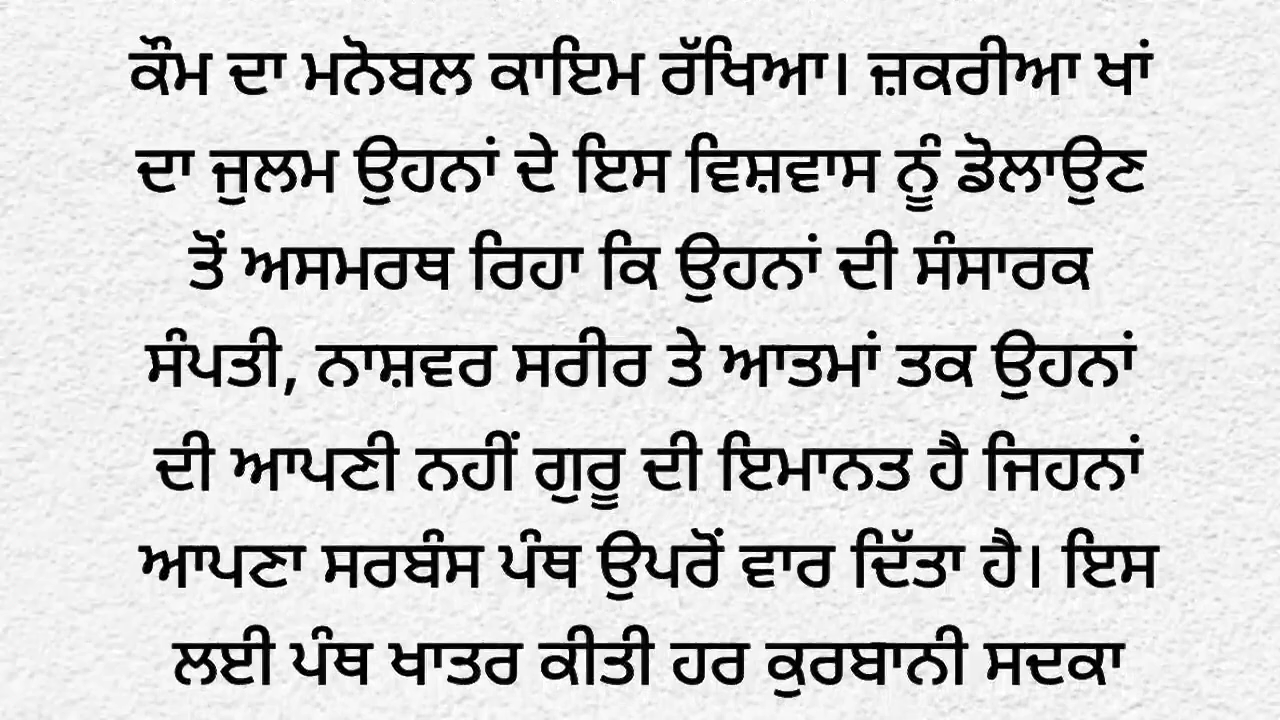 ਕੌਮ ਦਾ ਮਨੋਬਲ ਕਾਇਮ ਰੱਖਿਆ। ਜ਼ਕਰੀਆ ਖਾਂ
ਦਾ ਜੁਲਮ ਉਹਨਾਂ ਦੇ ਇਸ ਵਿਸ਼ਵਾਸ ਨੂੰ ਡੋਲਾਉਣ
ਤੋਂ ਅਸਮਰਥ ਰਿਹਾ ਕਿ ਉਹਨਾਂ ਦੀ ਸੰਸਾਰਕ
ਸੰਪਤੀ, ਨਾਸ਼ਵਰ ਸਰੀਰ ਤੇ ਆਤਮਾਂ ਤਕ ਉਹਨਾਂ
ਦੀ ਆਪਣੀ ਨਹੀਂ ਗੁਰੂ ਦੀ ਇਮਾਨਤ ਹੈ ਜਿਹਨਾਂ
ਆਪਣਾ ਸਰਬੰਸ ਪੰਥ ਉਪਰੋਂ ਵਾਰ ਦਿੱਤਾ ਹੈ। ਇਸ
ਲਈ ਪੰਥ ਖਾਤਰ ਕੀਤੀ ਹਰ ਕੁਰਬਾਨੀ ਸਦਕਾ